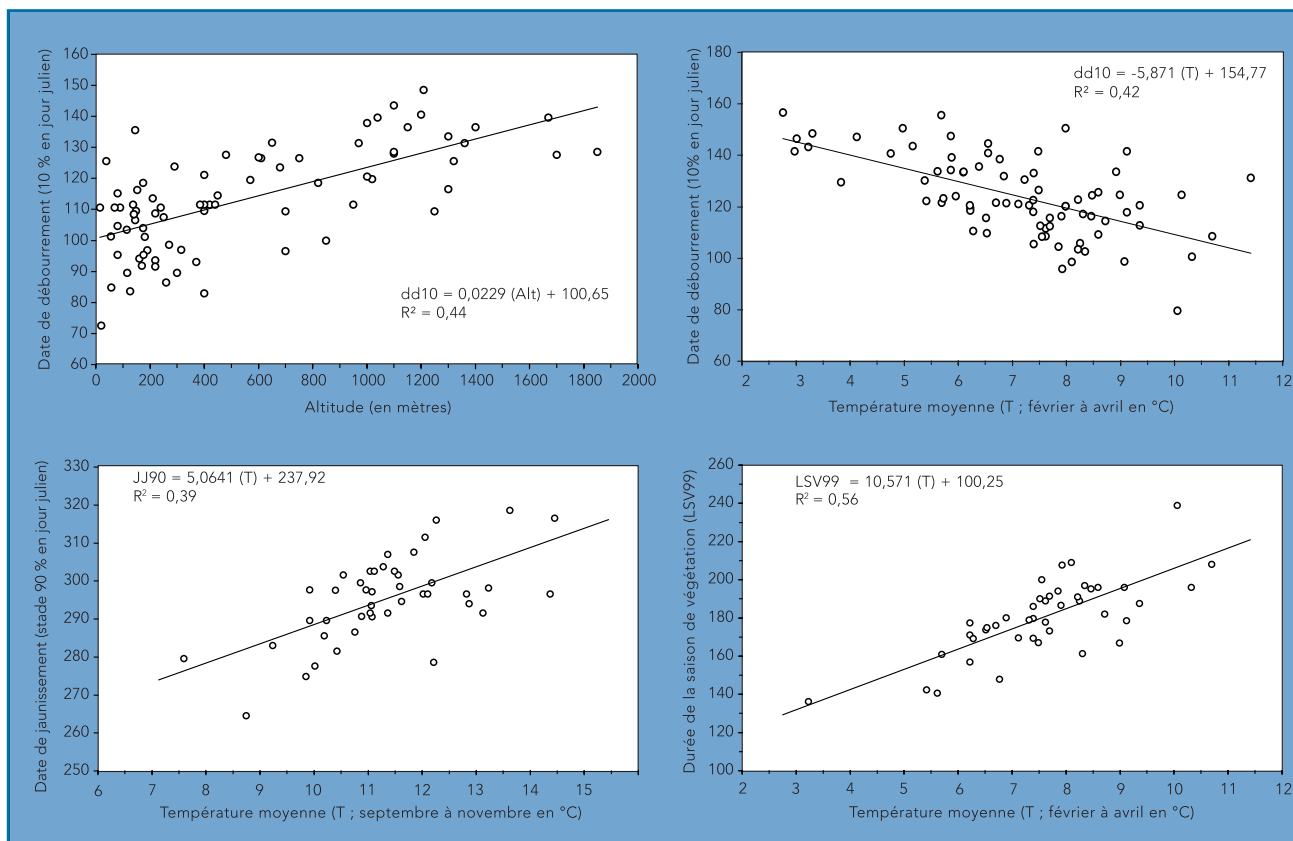 Date de débourrement (10 % en jour julien)
160
150
140
130
120
110
100
90
80
70
60
dd10 = 0,0229 (Alt) + 100,65
R² = 0,44
0 200 400 600 800 1000 1200 1400 1600 1800 2000
Altitude (en mètres)
Date de débourrement (10% en jour julien)
180
160
140
120
100
80
60
dd10 = -5,871 (T) + 154,77
R² = 0,42
2 3 4 5 6 7 8 9 10 11 12
Température moyenne (T ; février à avril en °C)
Date de jaunissement (stade 90 % en jour julien)
330
320
310
300
290
280
270
260
250
JJ90 = 5,0641 (T) + 237,92
R² = 0,39
6 7 8 9 10 11 12 13 14 15 16
Température moyenne (T ; septembre à novembre en °C)
Durée de la saison de végétation (LSV99)
260
240
220
200
180
160
140
120
100
LSV99 = 10,571 (T) + 100,25
R² = 0,56
2 3 4 5 6 7 8 9 10 11 12
Température moyenne (T ; février à avril en °C)